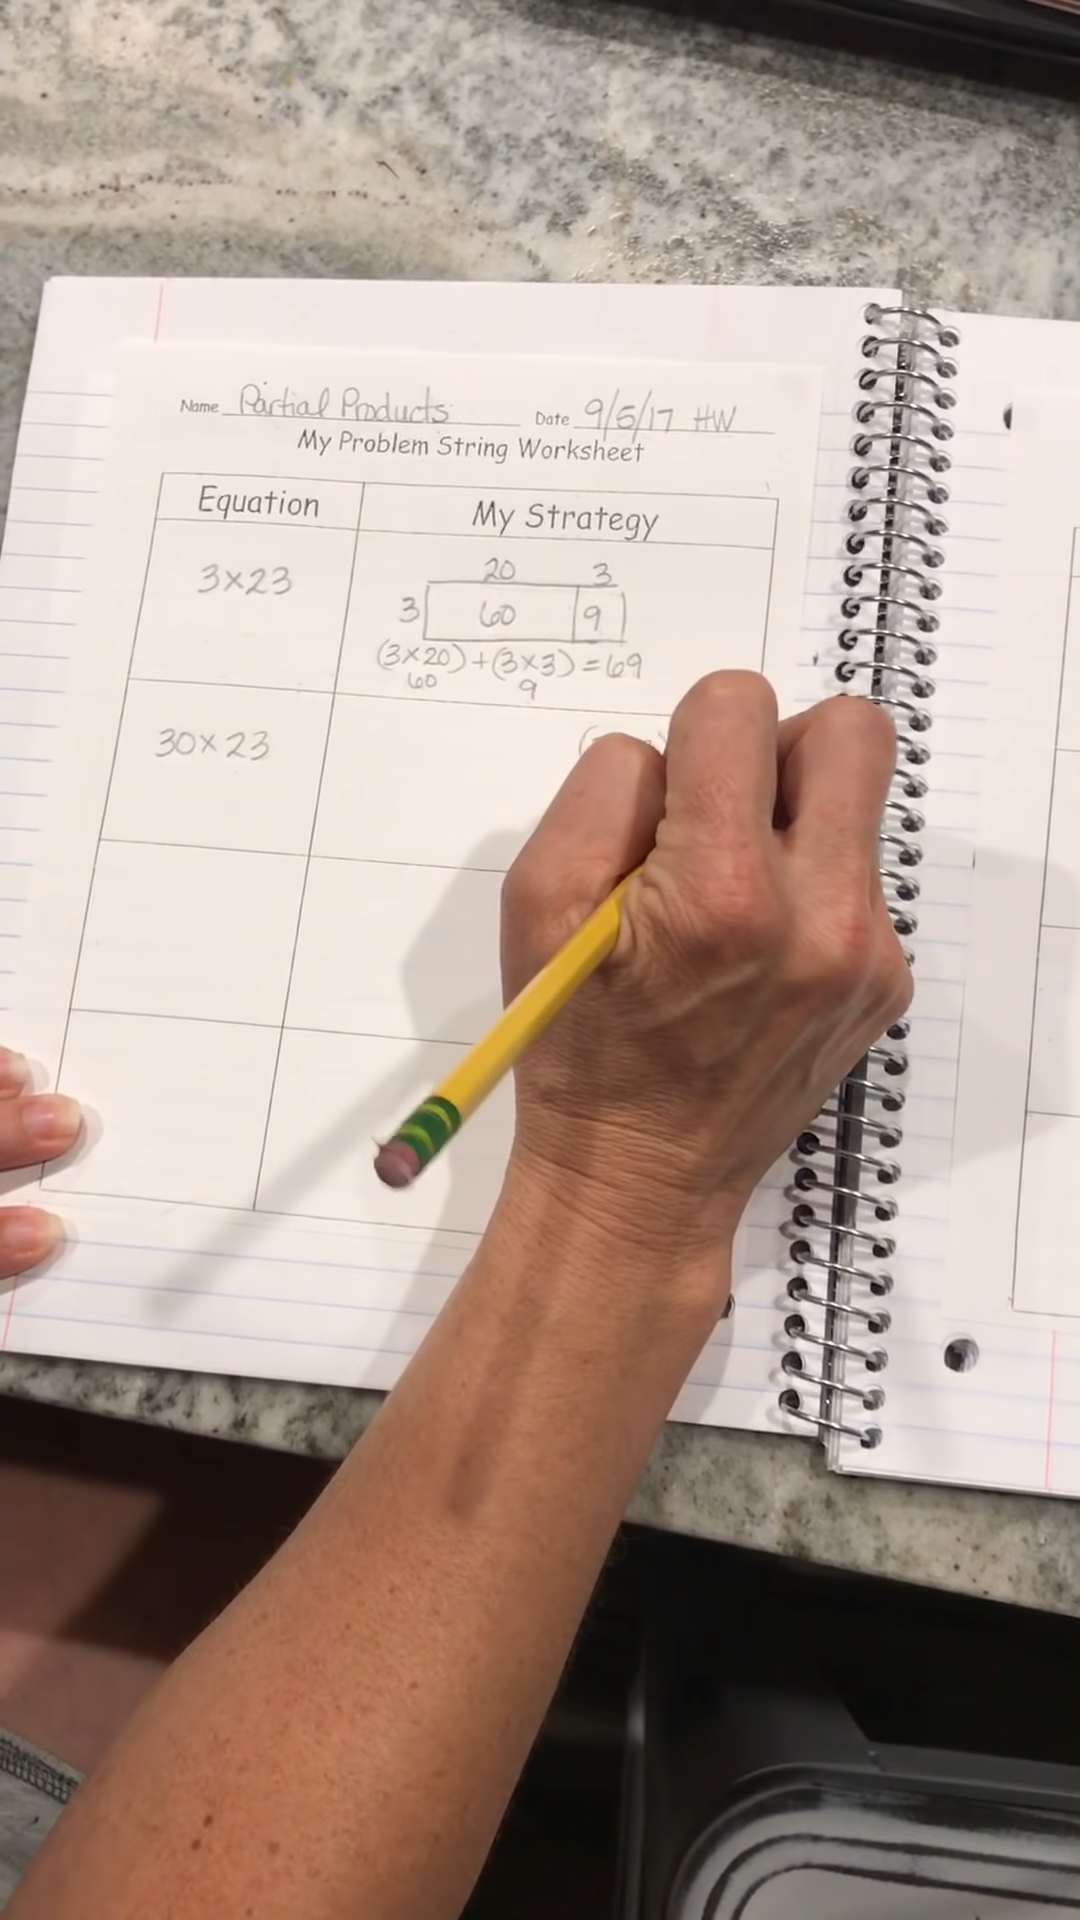 Name Partial Products Date 9/5/17 HW
My Problem String Worksheet
Equation My Strategy
3×23
20 3
3 60 9
(3×20)+(3×3)=69
60 9
30×23